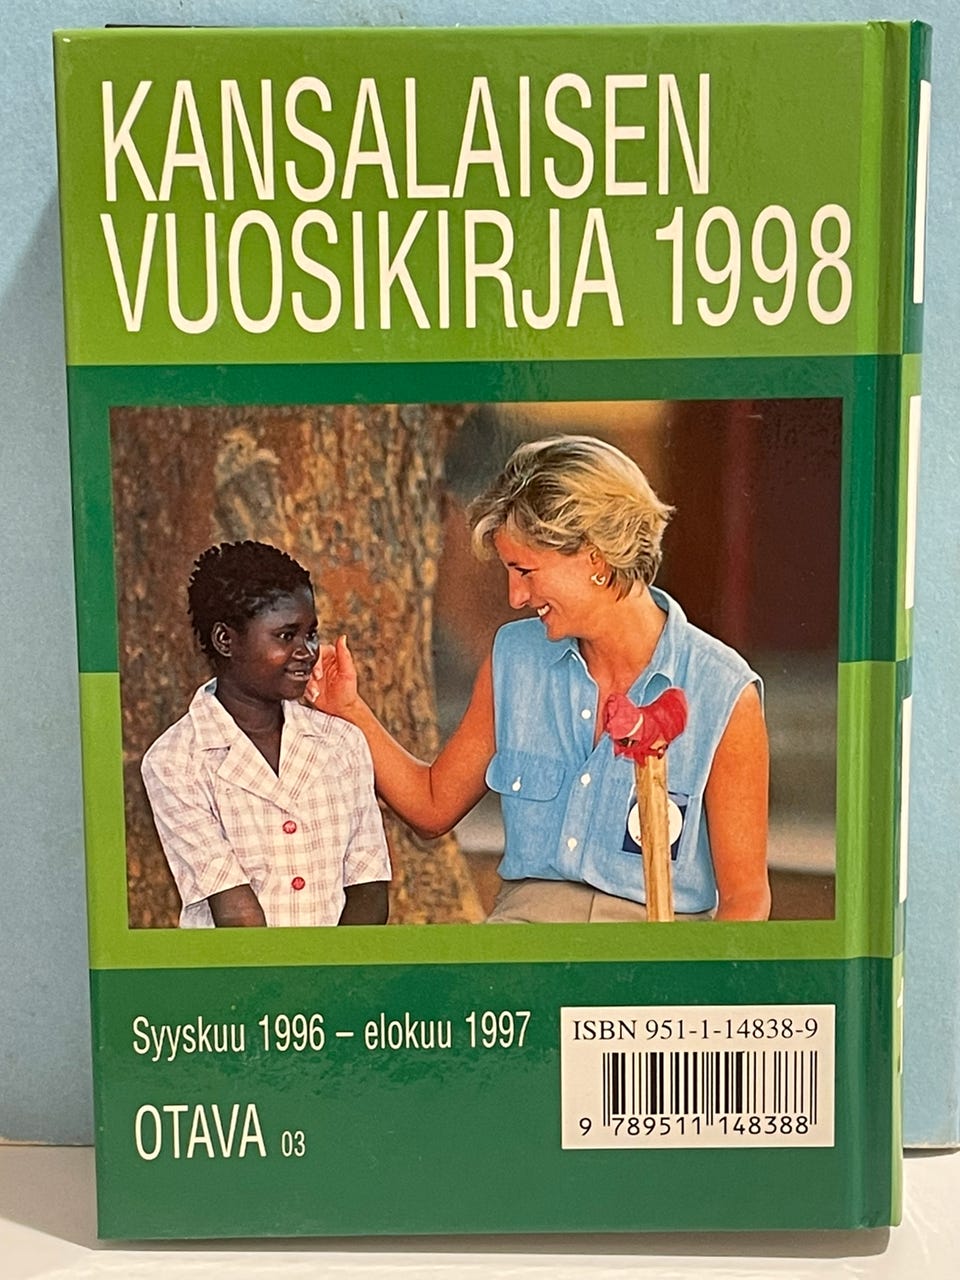 KANSALAISEN
VUOSIKIRJA 1998
Syyskuu 1996 – elokuu 1997
OTAVA 03
ISBN 951-1-14838-9
9 789511 148388